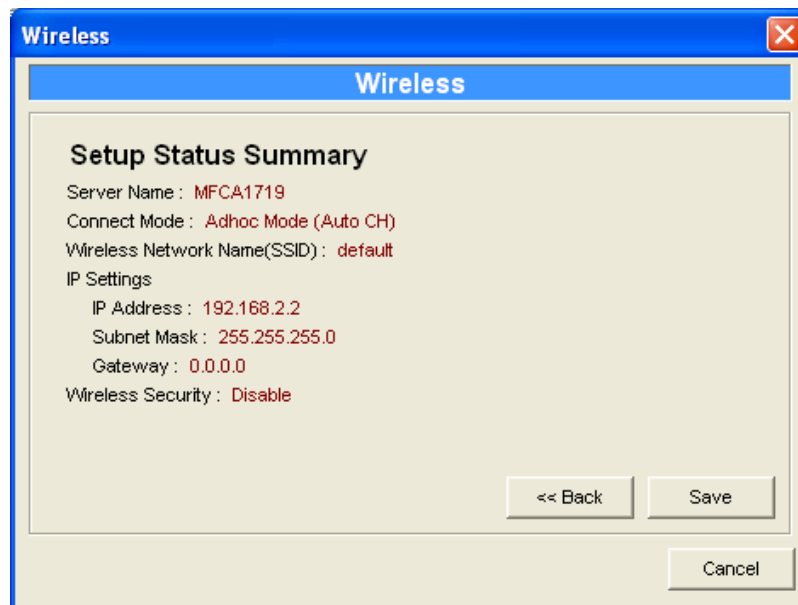 Wireless
Wireless
Setup Status Summary
Server Name : MFCA1719
Connect Mode : Adhoc Mode (Auto CH)
Wireless Network Name(SSID) : default
IP Settings
IP Address : 192.168.2.2
Subnet Mask : 255.255.255.0
Gateway : 0.0.0.0
Wireless Security : Disable
<< Back Save
Cancel